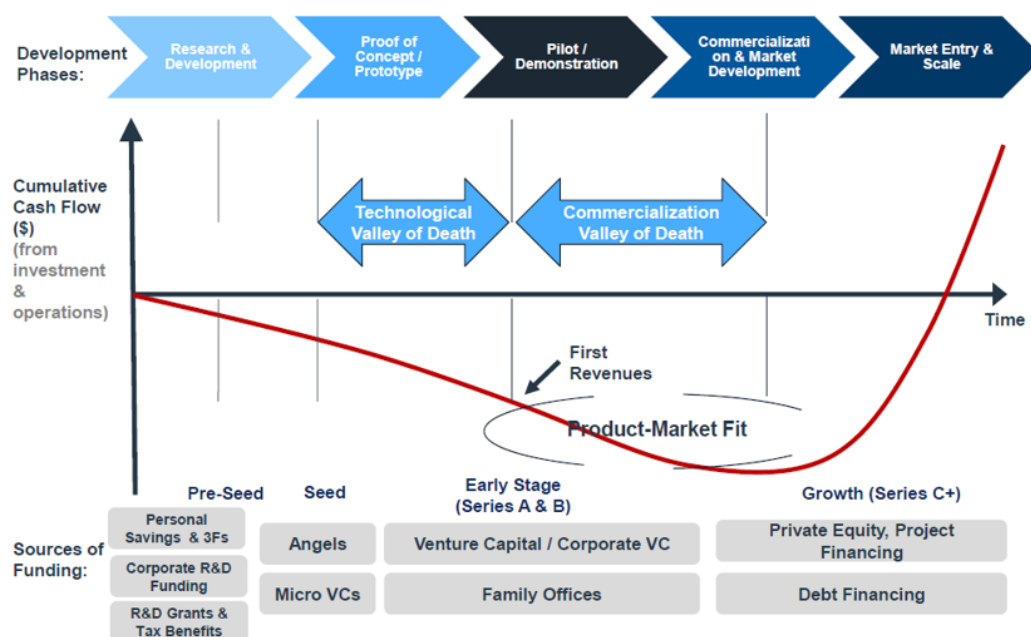 Development
Phases:
Research &
Development
Proof of
Concept /
Prototype
Pilot /
Demonstration
Commercializati
on & Market
Development
Market Entry &
Scale
Cumulative
Cash Flow
($)
(from
investment
&
operations)
Technological
Valley of Death
Commercialization
Valley of Death
Time
First
Revenues
Product-Market Fit
Pre-Seed
Seed
Early Stage
(Series A & B)
Growth (Series C+)
Sources of
Funding:
Personal
Savings & 3Fs
Corporate R&D
Funding
R&D Grants &
Tax Benefits
Angels
Micro VCs
Venture Capital / Corporate VC
Family Offices
Private Equity, Project
Financing
Debt Financing